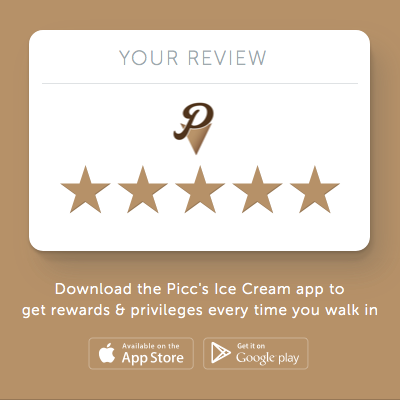 YOUR REVIEW
P
Download the Picc's Ice Cream app to
get rewards & privileges every time you walk in
Available on the
App Store
Get it on
Google play